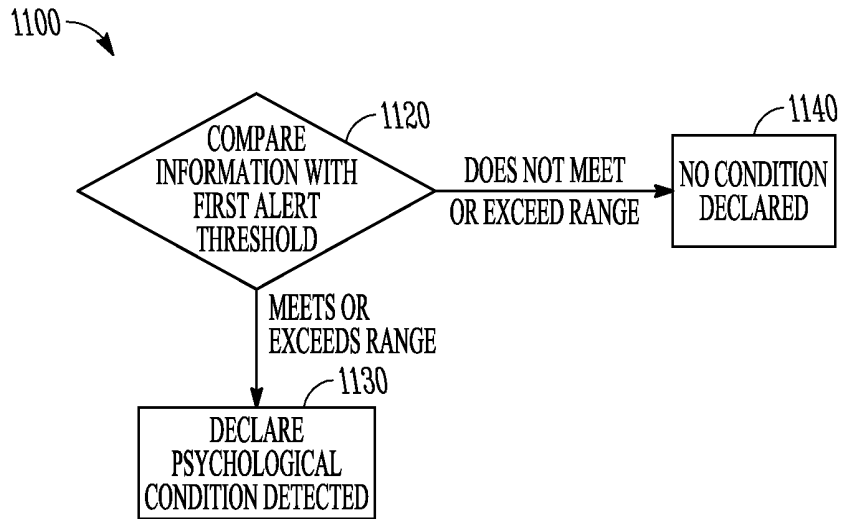 1100
1120
COMPARE
INFORMATION WITH
FIRST ALERT
THRESHOLD
DOES NOT MEET
OR EXCEED RANGE
1140
NO CONDITION
DECLARED
MEETS OR
EXCEEDS RANGE
1130
DECLARE
PSYCHOLOGICAL
CONDITION DETECTED